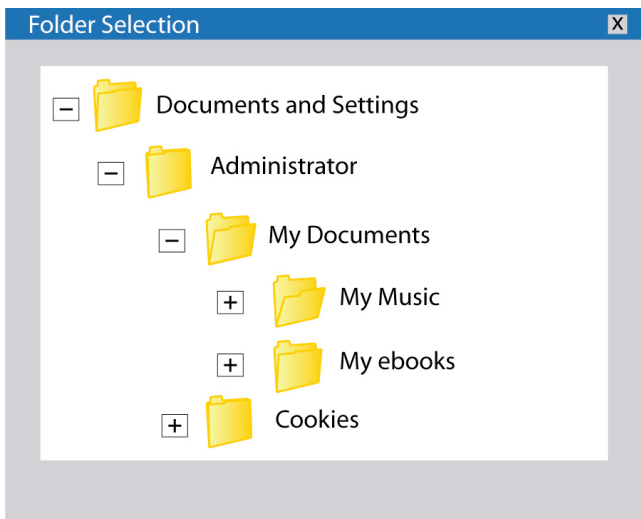 Folder Selection X
Documents and Settings
Administrator
My Documents
My Music
My ebooks
Cookies